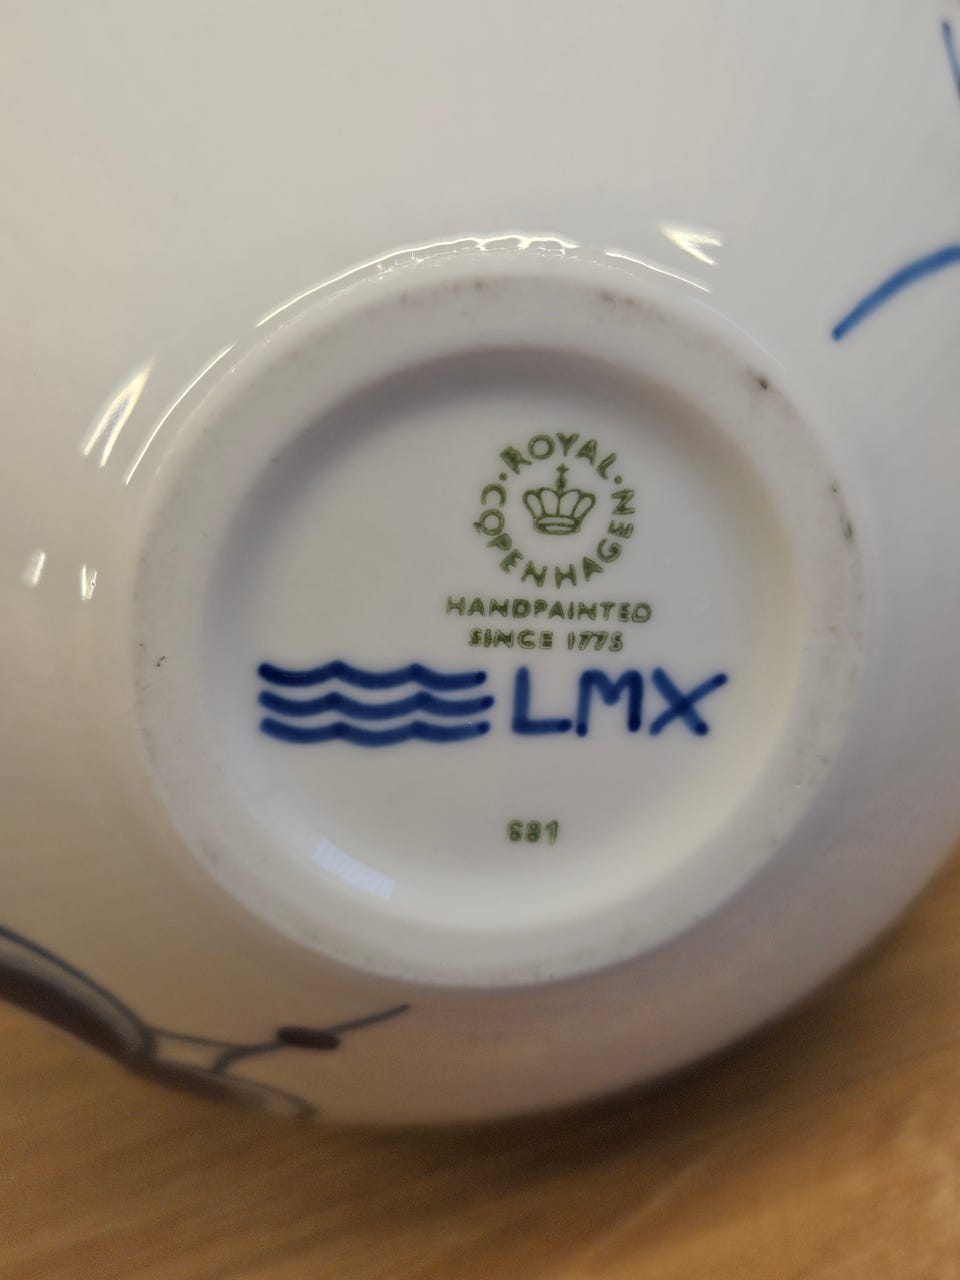 ROYAL
COPENHAGEN
HANDPAINTED
SINCE 1775
LMX
681